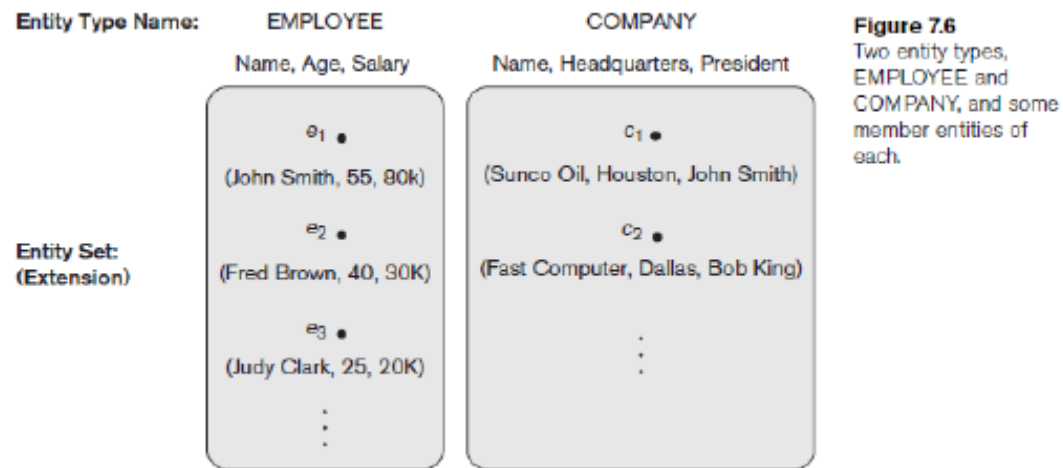 Entity Type Name: EMPLOYEE COMPANY
Name, Age, Salary Name, Headquarters, President
e1 c1
(John Smith, 55, 80k) (Sunco Oil, Houston, John Smith)
e2 c2
Entity Set:
(Extension) (Fred Brown, 40, 30K) (Fast Computer, Dallas, Bob King)
e3
(Judy Clark, 25, 20K)
Figure 7.6
Two entity types,
EMPLOYEE and
COMPANY, and some
member entities of
each.